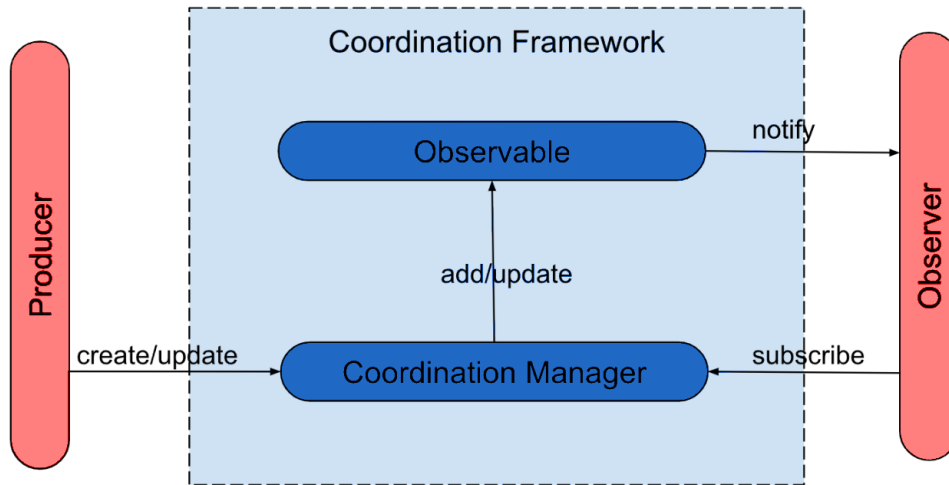 Coordination Framework
Producer
Observable
notify
Observer
add/update
create/update
Coordination Manager
subscribe